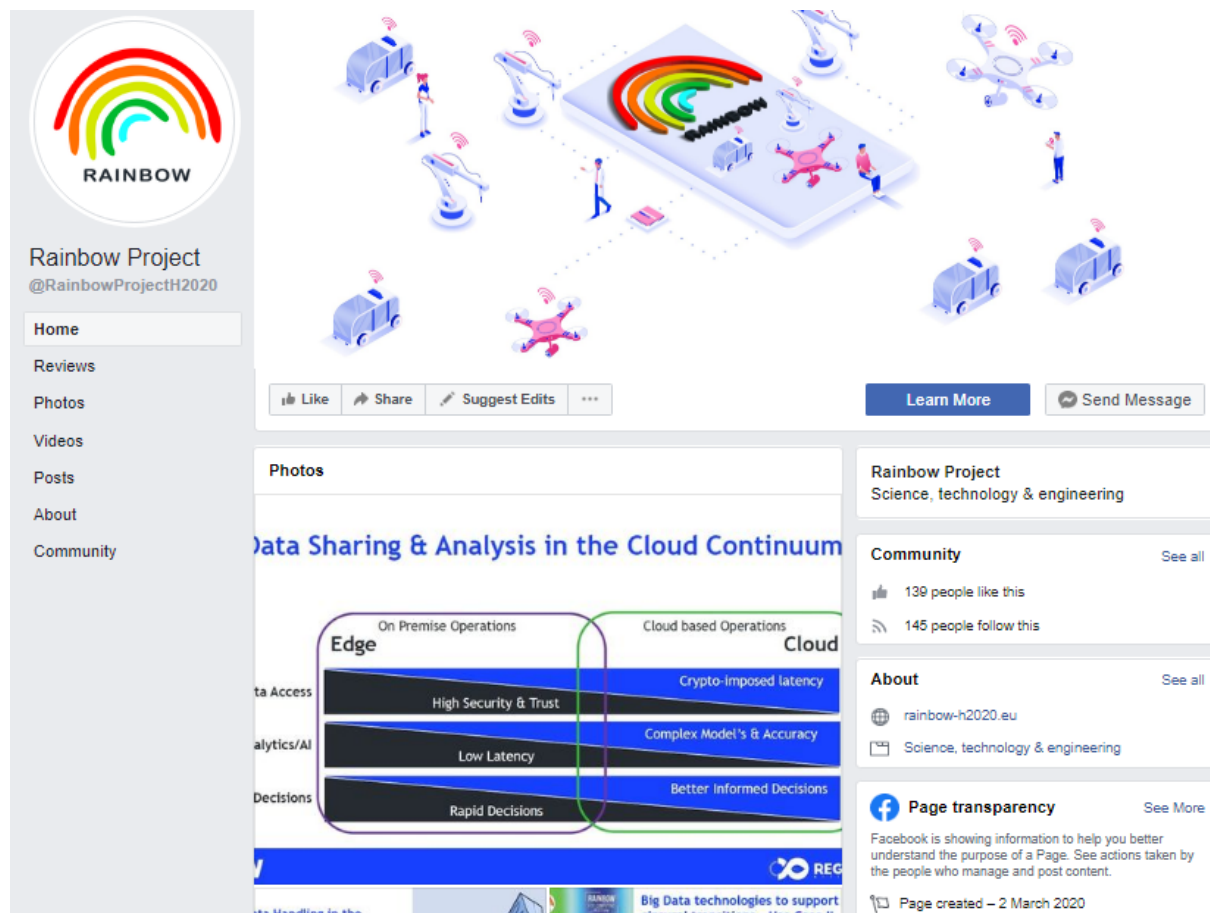 RAINBOW
RAINBOW
Rainbow Project
@RainbowProjectH2020
Home
Reviews
Photos
Videos
Posts
About
Community
Like
Share
Suggest Edits
...
Learn More
Send Message
Photos
Data Sharing & Analysis in the Cloud Continuum
On Premise Operations
Cloud based Operations
Edge
Cloud
ta Access
Crypto-imposed latency
High Security & Trust
alytics/AI
Complex Model's & Accuracy
Low Latency
Decisions
Better Informed Decisions
Rapid Decisions
REG
RAINBOW
Big Data technologies to support
Rainbow Project
Science, technology & engineering
Community
See all
139 people like this
145 people follow this
About
See all
rainbow-h2020.eu
Science, technology & engineering
Page transparency
See More
Facebook is showing information to help you better
understand the purpose of a Page. See actions taken by
the people who manage and post content.
Page created – 2 March 2020